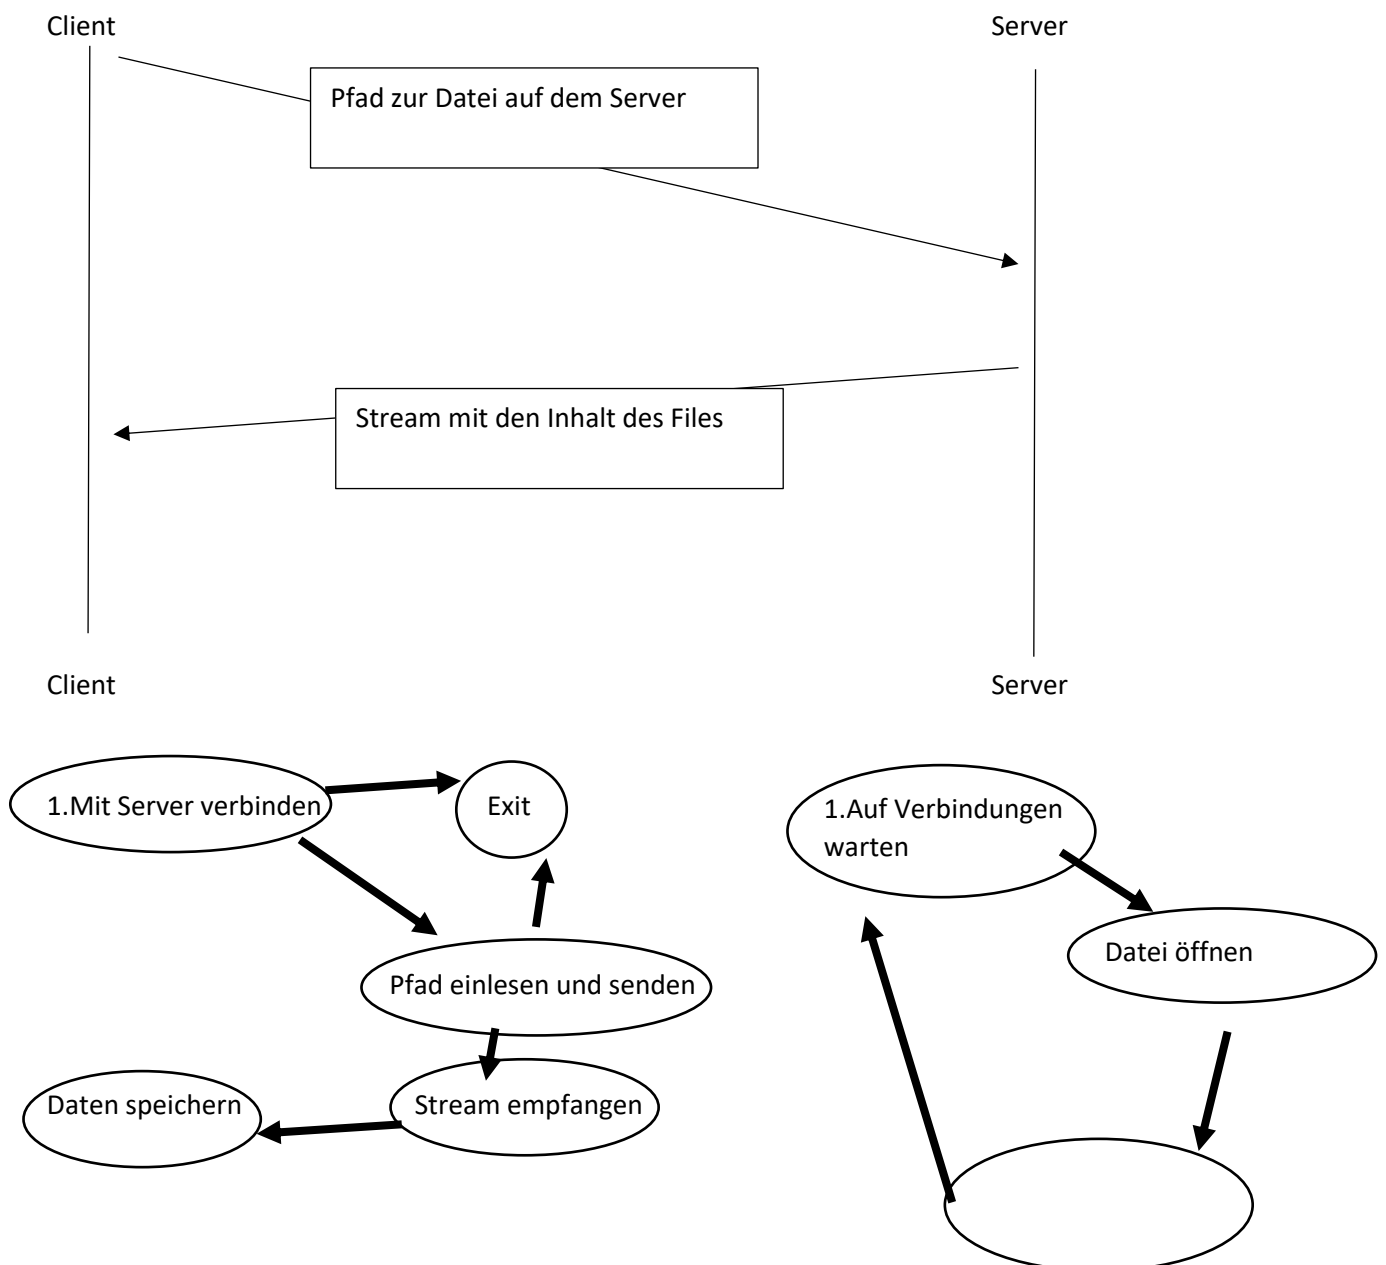 Client
Server
Pfad zur Datei auf dem Server
Stream mit den Inhalt des Files
Client
Server
1.Mit Server verbinden
Exit
1.Auf Verbindungen
warten
Datei öffnen
Pfad einlesen und senden
Daten speichern
Stream empfangen